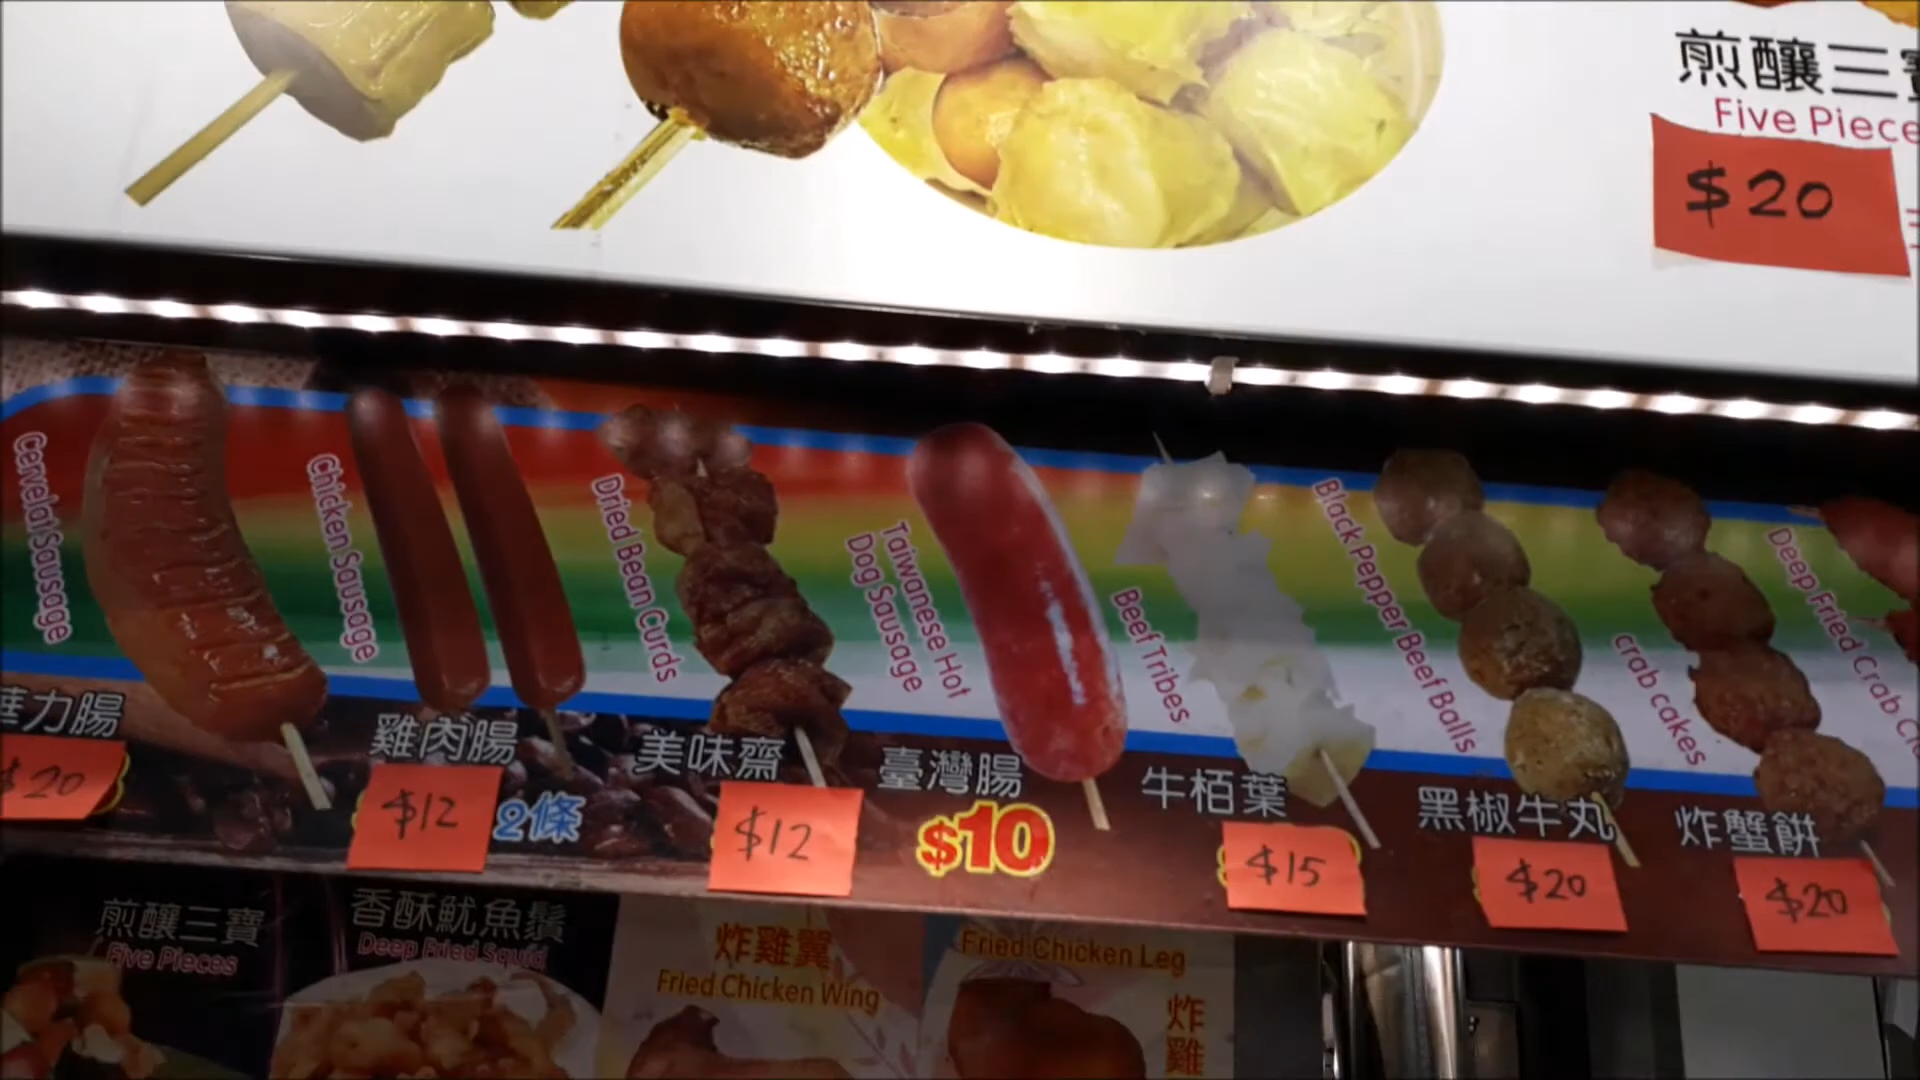 煎釀三寶
Five Piece
$20
Cervelat Sausage
Chicken Sausage
Dried Bean Curds
Taiwanese Hot
Dog Sausage
Beef Tribes
Black Pepper Beef Balls
crab cakes
Deep Fried Crab
華力腸
雞肉腸
美味齋
臺灣腸
牛栢葉
黑椒牛丸
炸蟹餅
$20
$12
2條
$12
$10
$15
$20
$20
煎釀三寶
Five Pieces
香酥魷魚鬚
Deep Fried Squid
炸雞翼
Fried Chicken Wing
Fried Chicken Leg
炸雞